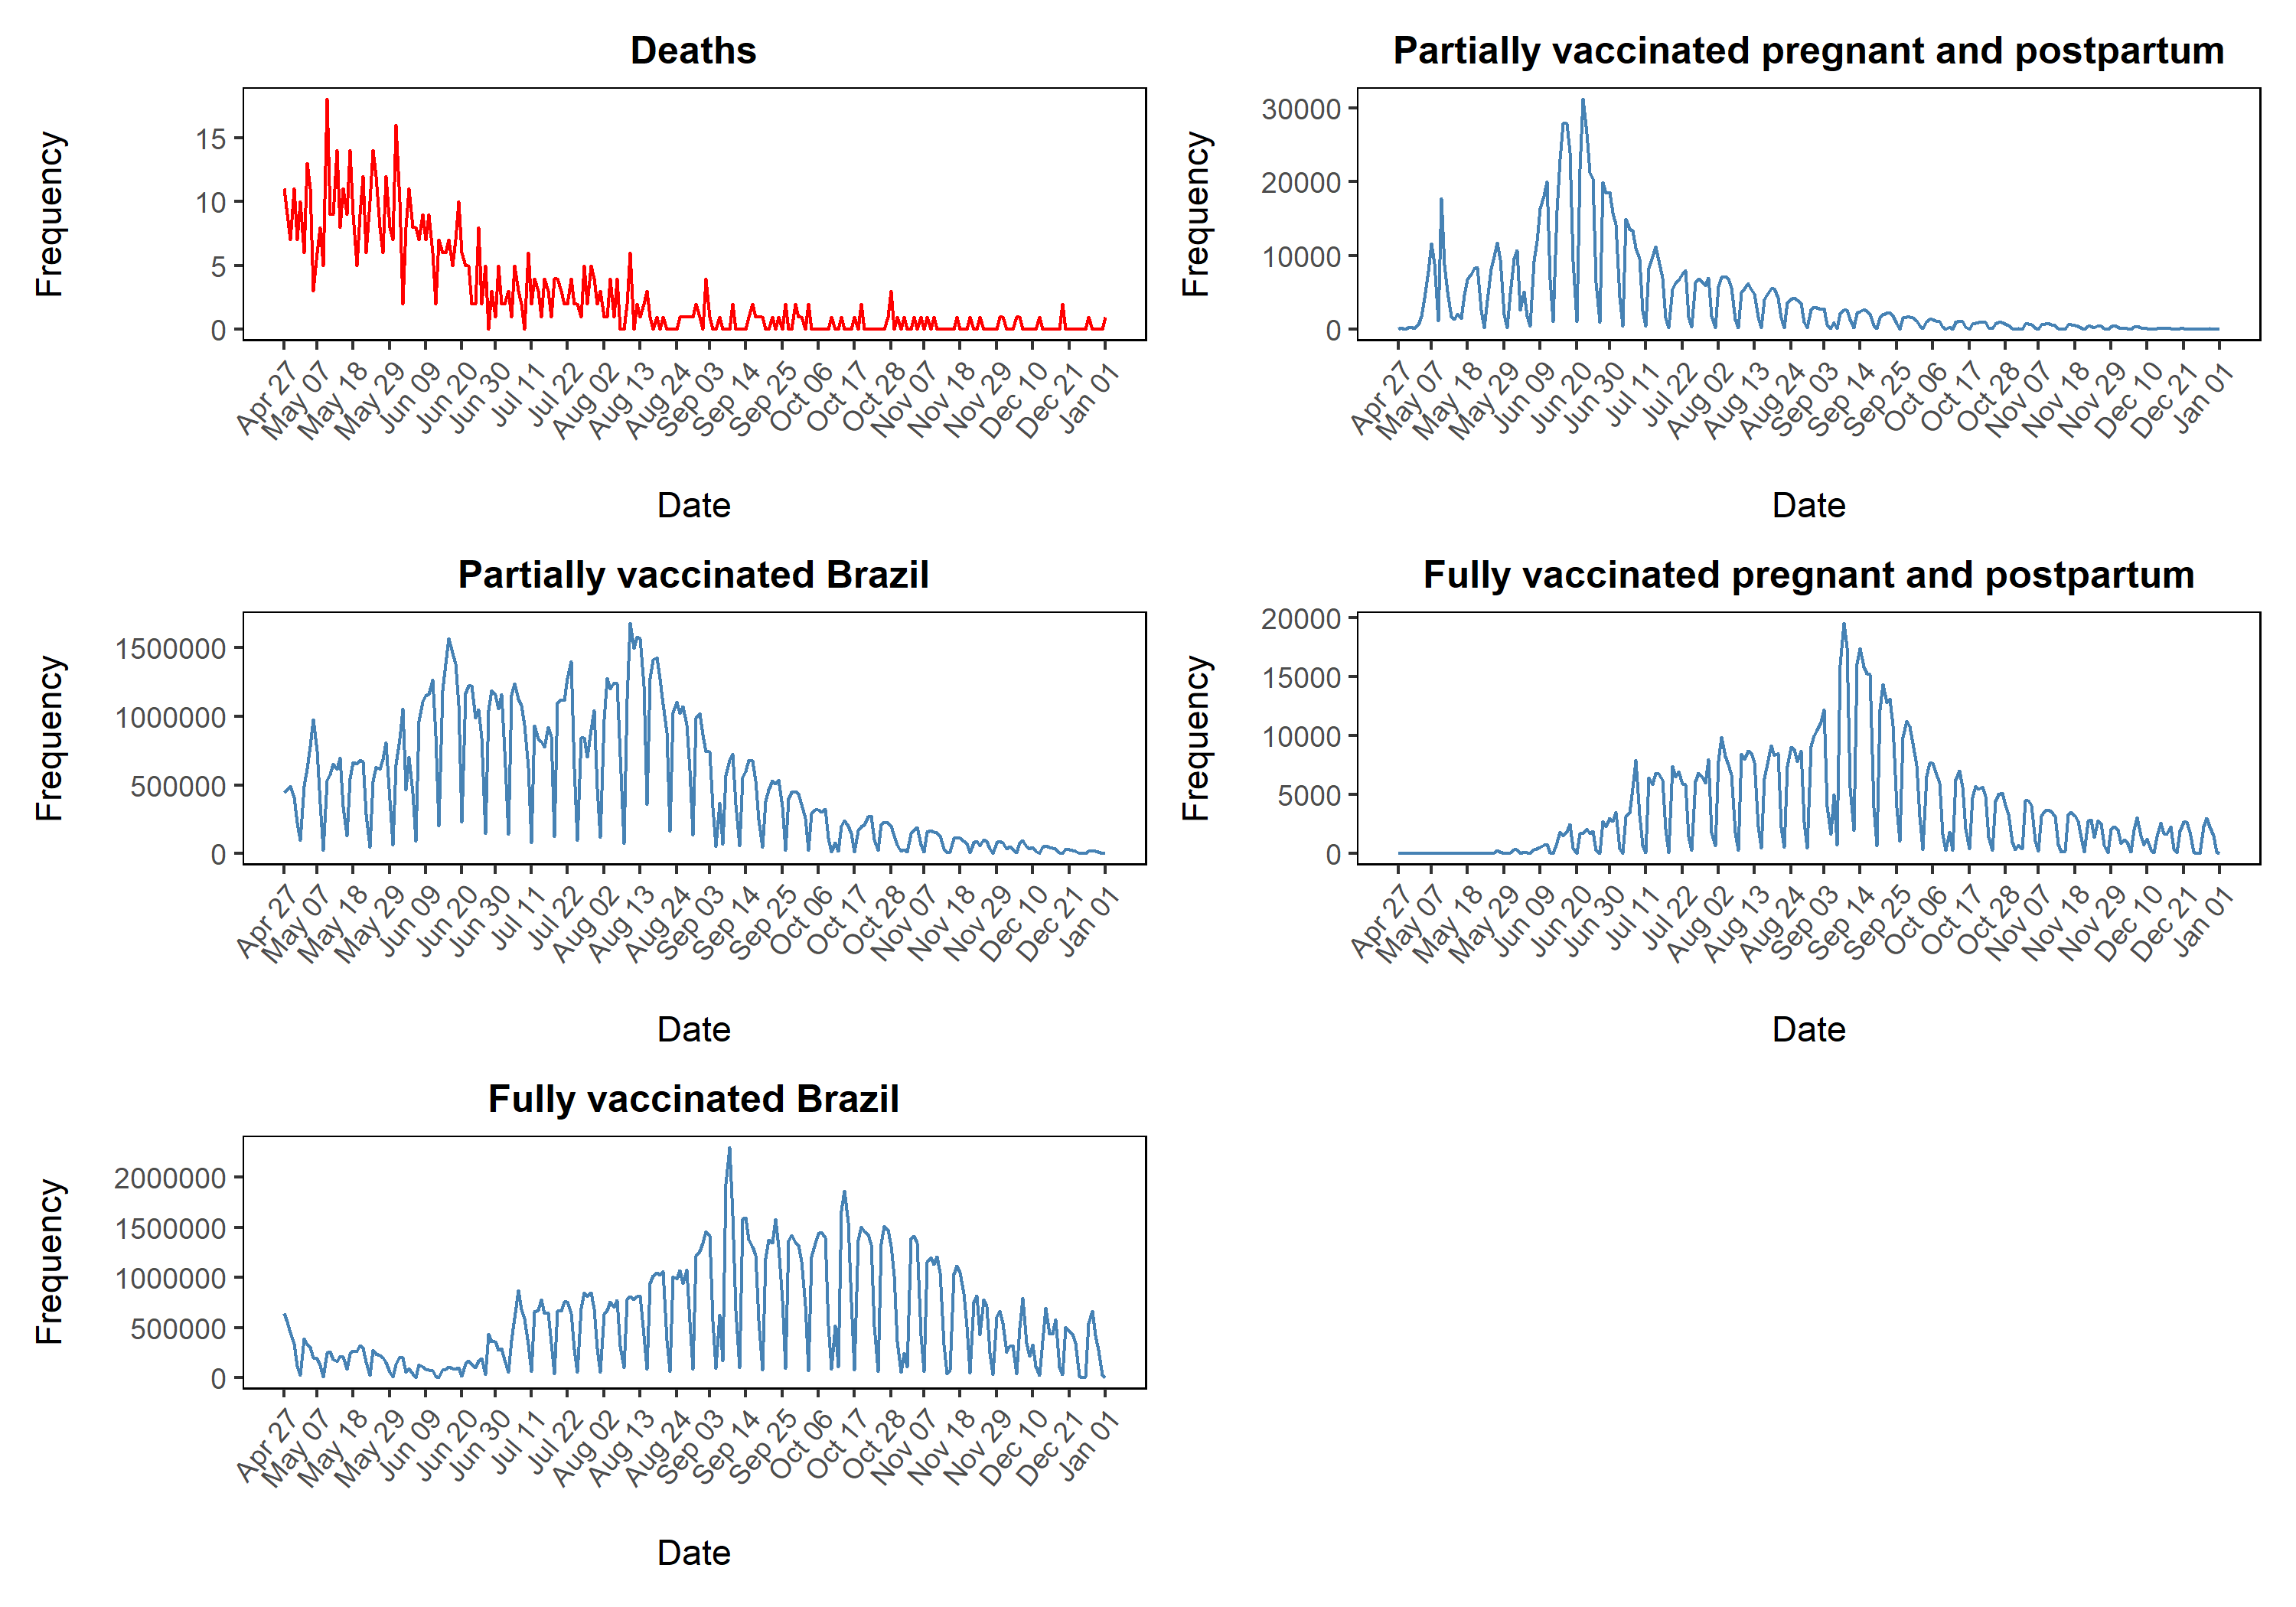 Deaths
Frequency
15
10
5
0
Apr 27
May 07
May 18
May 29
Jun 09
Jun 20
Jun 30
Jul 11
Jul 22
Aug 02
Aug 13
Aug 24
Sep 03
Sep 14
Sep 25
Oct 06
Oct 17
Oct 28
Nov 07
Nov 18
Nov 29
Dec 10
Dec 21
Jan 01
Date
Partially vaccinated pregnant and postpartum
Frequency
30000
20000
10000
0
Apr 27
May 07
May 18
May 29
Jun 09
Jun 20
Jun 30
Jul 11
Jul 22
Aug 02
Aug 13
Aug 24
Sep 03
Sep 14
Sep 25
Oct 06
Oct 17
Oct 28
Nov 07
Nov 18
Nov 29
Dec 10
Dec 21
Jan 01
Date
Partially vaccinated Brazil
Frequency
1500000
1000000
500000
0
Apr 27
May 07
May 18
May 29
Jun 09
Jun 20
Jun 30
Jul 11
Jul 22
Aug 02
Aug 13
Aug 24
Sep 03
Sep 14
Sep 25
Oct 06
Oct 17
Oct 28
Nov 07
Nov 18
Nov 29
Dec 10
Dec 21
Jan 01
Date
Fully vaccinated pregnant and postpartum
Frequency
20000
15000
10000
5000
0
Apr 27
May 07
May 18
May 29
Jun 09
Jun 20
Jun 30
Jul 11
Jul 22
Aug 02
Aug 13
Aug 24
Sep 03
Sep 14
Sep 25
Oct 06
Oct 17
Oct 28
Nov 07
Nov 18
Nov 29
Dec 10
Dec 21
Jan 01
Date
Fully vaccinated Brazil
Frequency
2000000
1500000
1000000
500000
0
Apr 27
May 07
May 18
May 29
Jun 09
Jun 20
Jun 30
Jul 11
Jul 22
Aug 02
Aug 13
Aug 24
Sep 03
Sep 14
Sep 25
Oct 06
Oct 17
Oct 28
Nov 07
Nov 18
Nov 29
Dec 10
Dec 21
Jan 01
Date